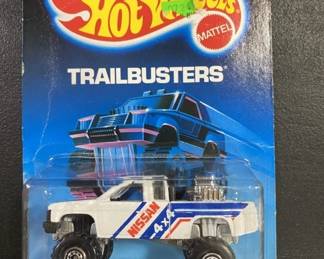 Hot Wheels
MATTEL
TRAILBUSTERS
NISSAN
4x4